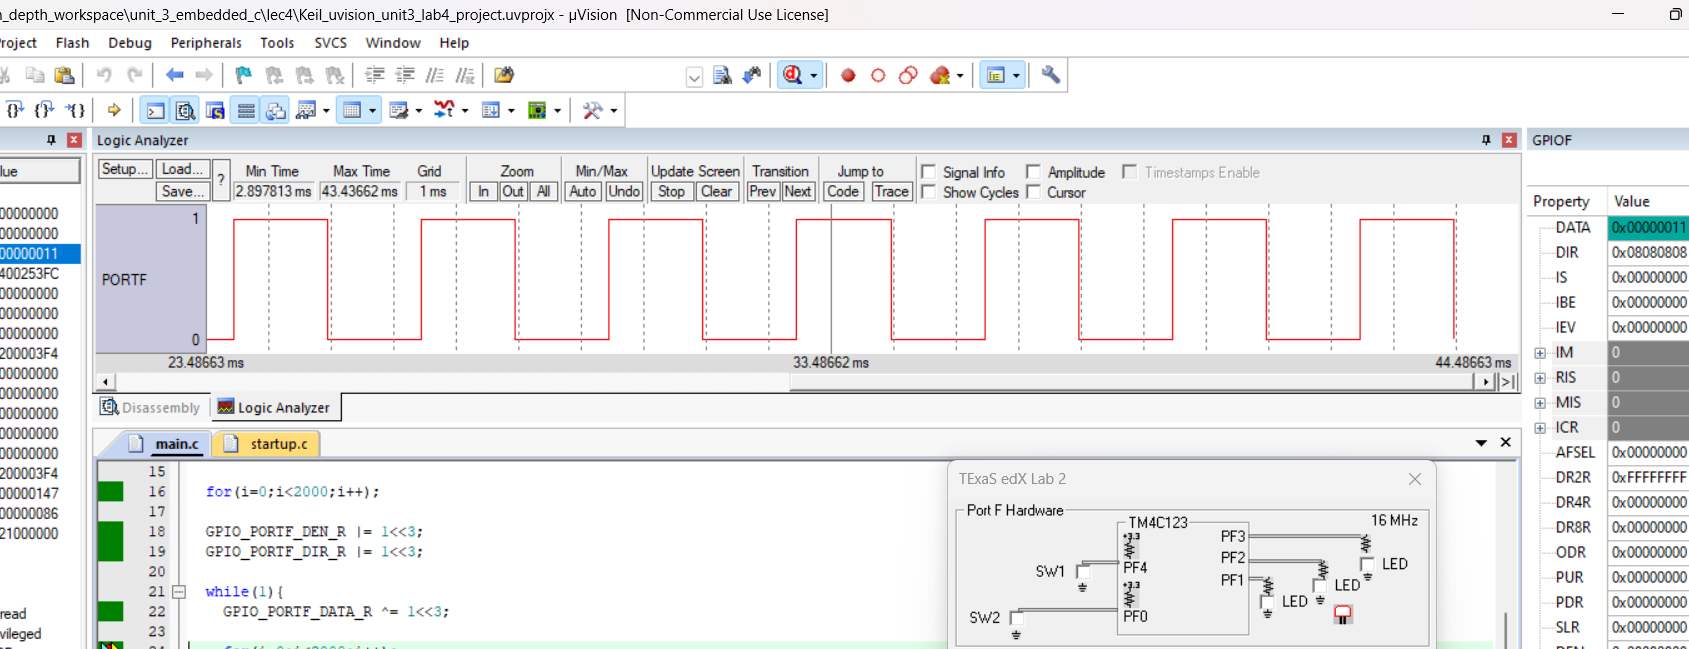 n_depth_workspace\unit_3_embedded_c\lec4\Keil_uvision_unit3_lab4_project.uvprojx - µVision [Non-Commercial Use License]
roject Flash Debug Peripherals Tools SVCS Window Help
Logic Analyzer
GPIOF
Setup... Load... Save... ?
Min Time Max Time Grid Zoom Min/Max Update Screen Transition Jump to
Signal Info Amplitude Timestamps Enable
2.897813 ms 43.43662 ms 1 ms In Out All Auto Undo Stop Clear Prev Next Code Trace
Show Cycles Cursor
lue
00000000
00000000
00000011
400253FC
00000000
00000000
00000000
200003F4
00000000
00000000
00000000
00000000
00000000
200003F4
00000147
00000086
21000000
read
vileged
1
PORTF
0
23.48663 ms 33.48662 ms 44.48663 ms
Disassembly Logic Analyzer
main.c startup.c
15
16 for(i=0;i<2000;i++);
17
18 GPIO_PORTF_DEN_R |= 1<<3;
19 GPIO_PORTF_DIR_R |= 1<<3;
20
21 while(1){
22 GPIO_PORTF_DATA_R ^= 1<<3;
23
TExaS edX Lab 2
Port F Hardware
TM4C123
16 MHz
+3.3
PF3
PF2
LED
SW1
PF4
PF1
LED
+3.3
LED
SW2
PF0
Property Value
DATA 0x00000011
DIR 0x08080808
IS 0x00000000
IBE 0x00000000
IEV 0x00000000
IM 0
RIS 0
MIS 0
ICR 0
AFSEL 0x00000000
DR2R 0xFFFFFFFF
DR4R 0x00000000
DR8R 0x00000000
ODR 0x00000000
PUR 0x00000000
PDR 0x00000000
SLR 0x00000000